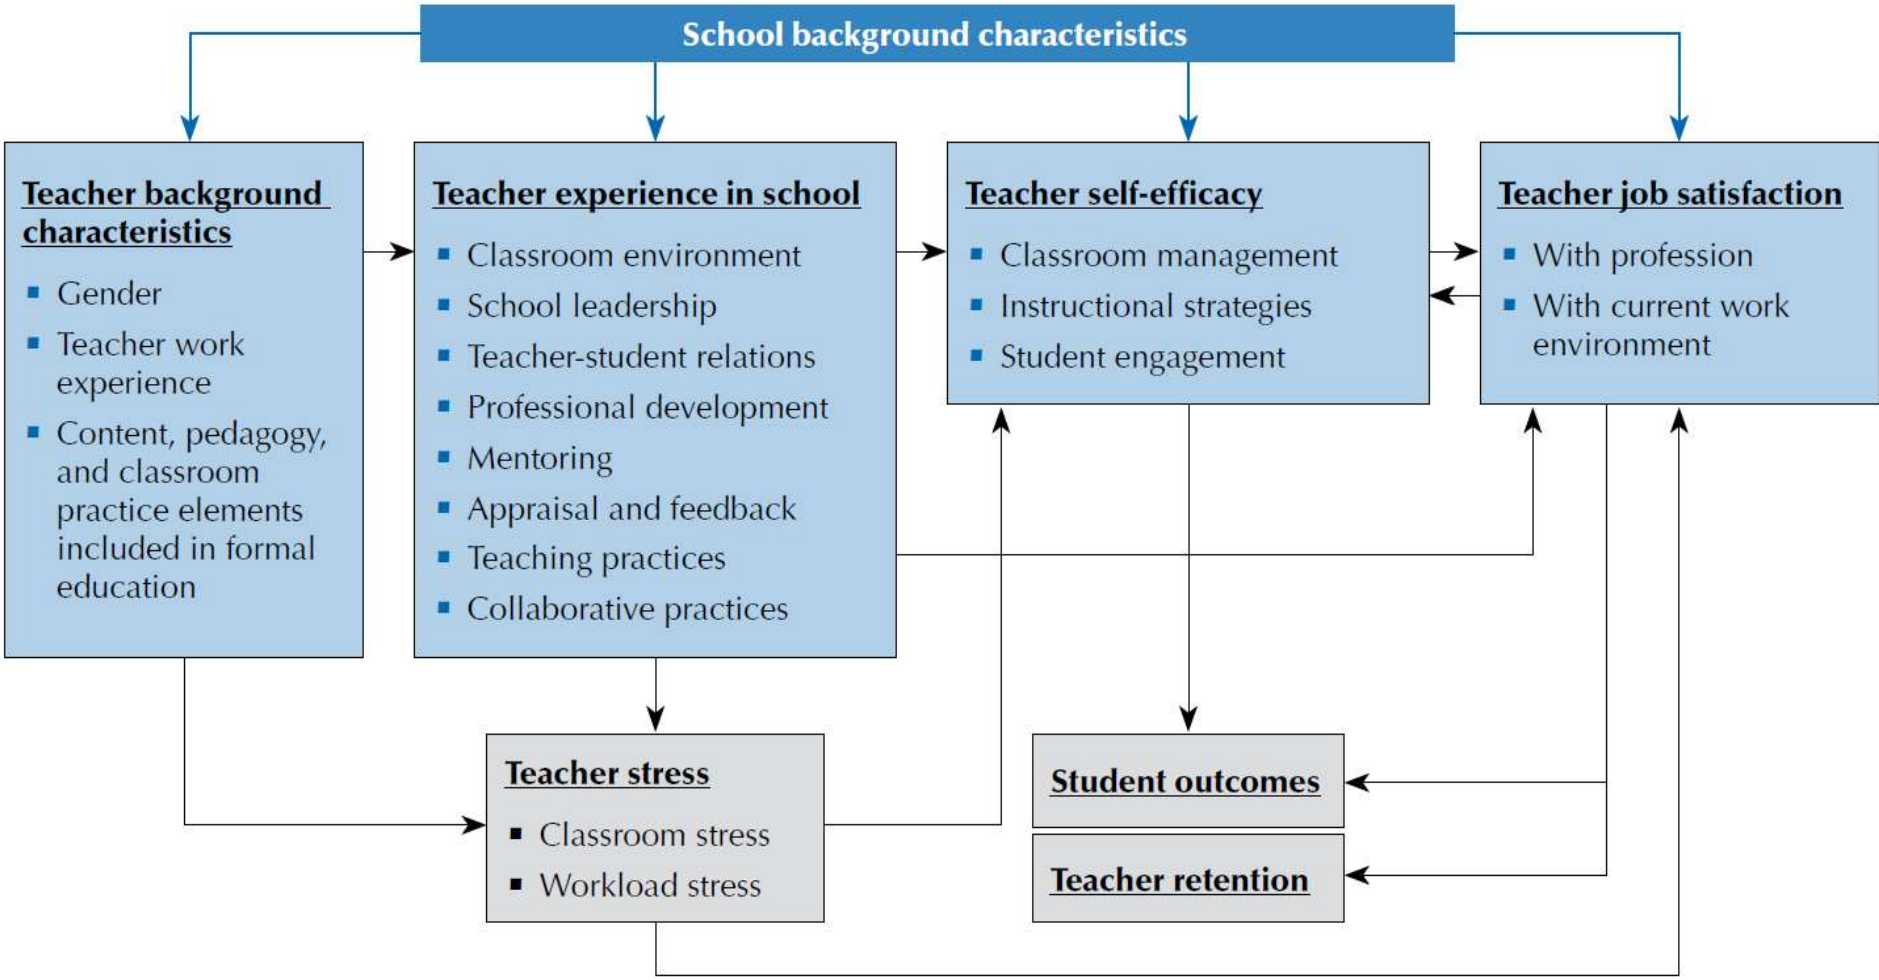 School background characteristics
Teacher background
characteristics
▪ Gender
▪ Teacher work
experience
▪ Content, pedagogy,
and classroom
practice elements
included in formal
education
Teacher experience in school
▪ Classroom environment
▪ School leadership
▪ Teacher-student relations
▪ Professional development
▪ Mentoring
▪ Appraisal and feedback
▪ Teaching practices
▪ Collaborative practices
Teacher self-efficacy
▪ Classroom management
▪ Instructional strategies
▪ Student engagement
Teacher job satisfaction
▪ With profession
▪ With current work
environment
Teacher stress
▪ Classroom stress
▪ Workload stress
Student outcomes
Teacher retention